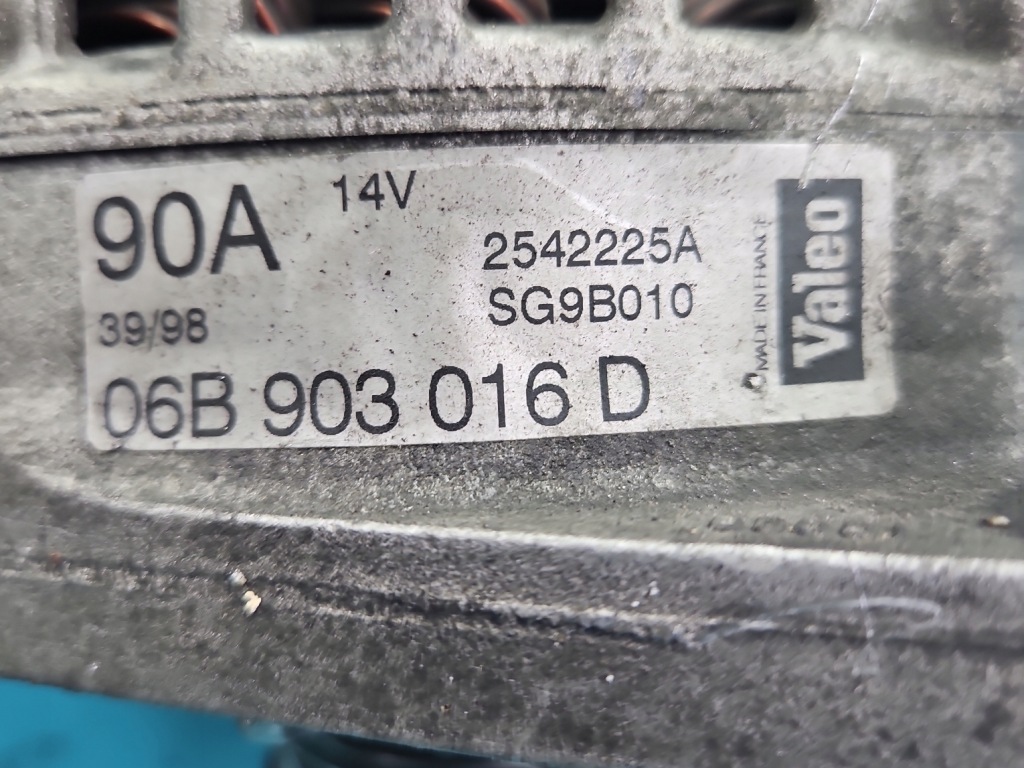 90A 14V
2542225A
39/98 SG9B010
06B 903 016 D
MADE IN FRANCE
Valeo